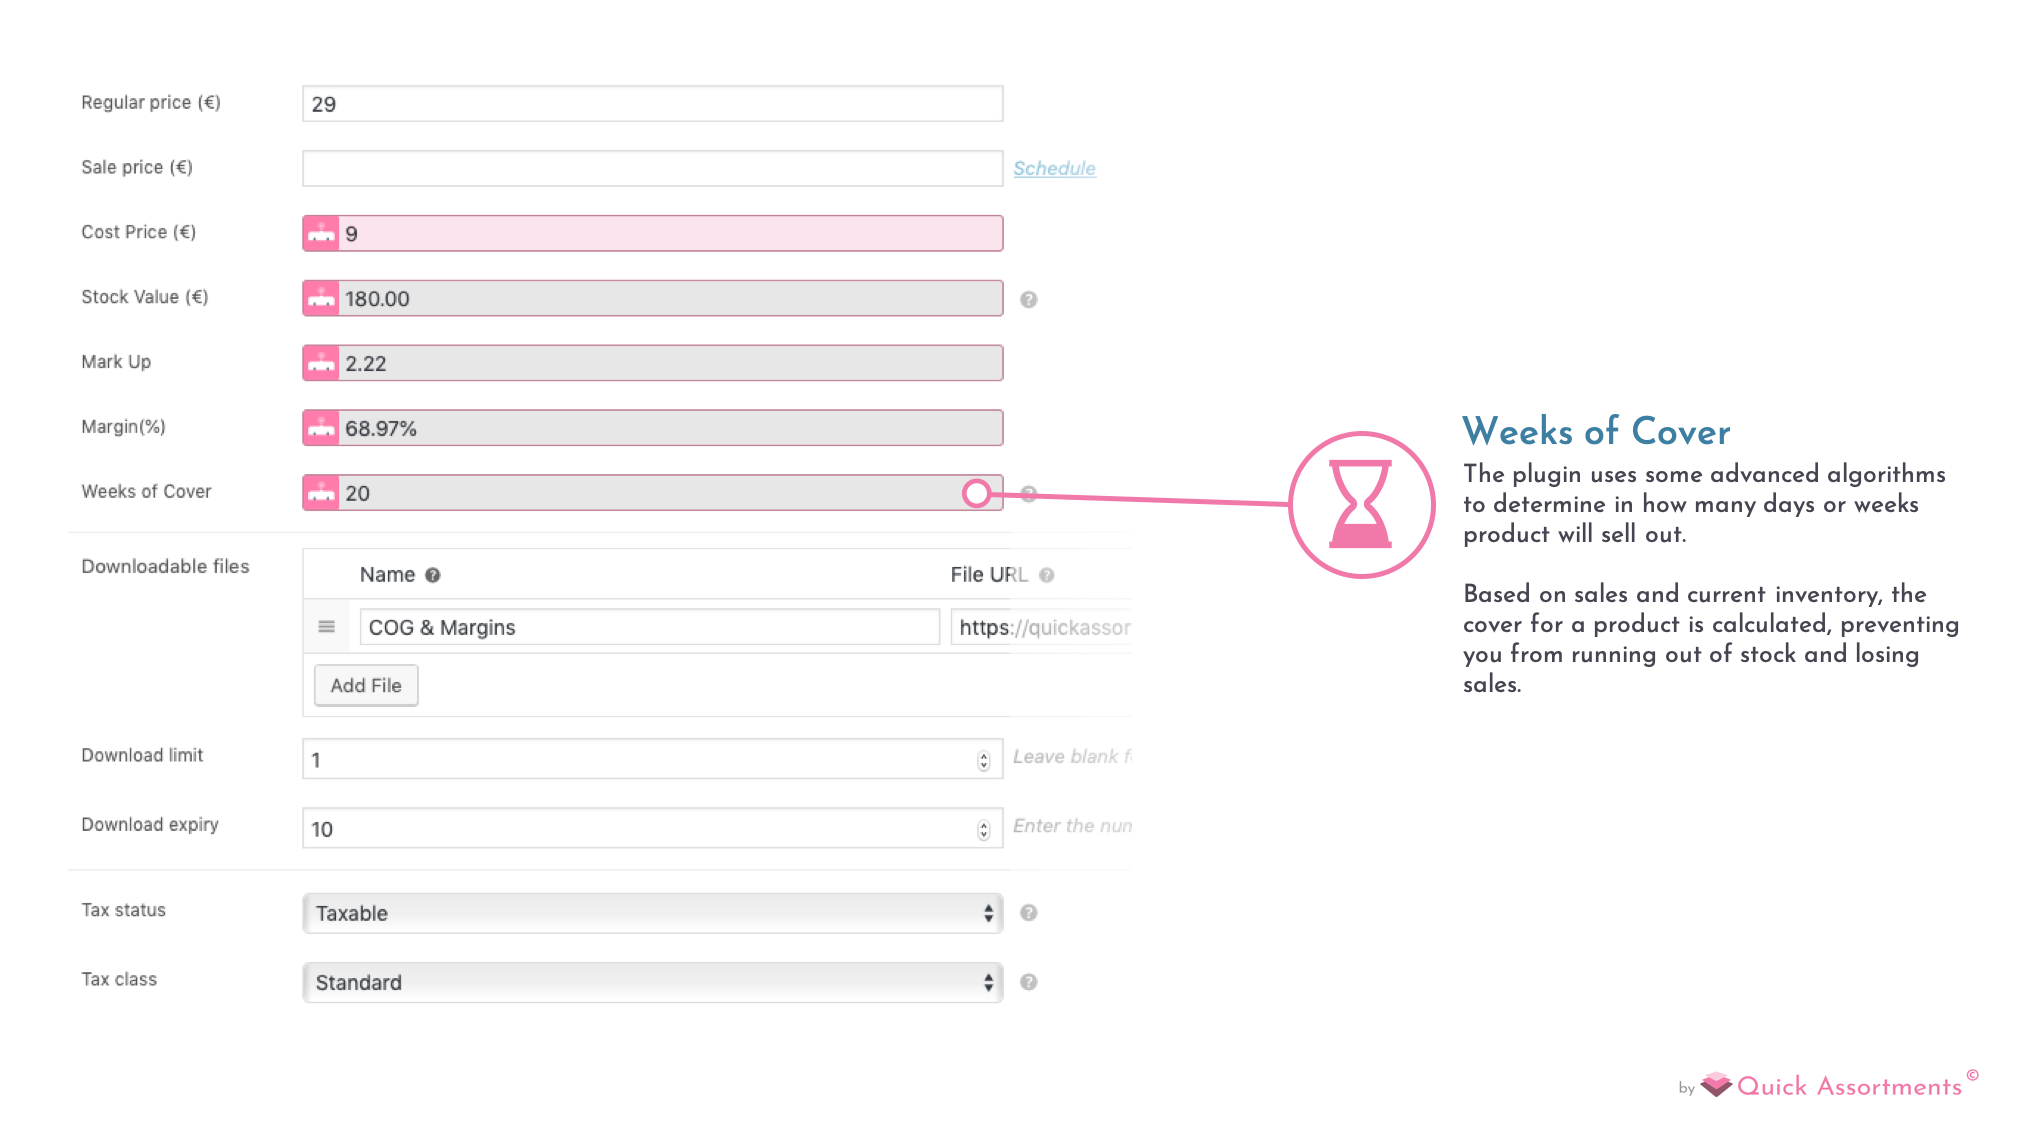 Regular price (€)
29
Sale price (€)
Schedule
Cost Price (€)
9
Stock Value (€)
180.00
Mark Up
2.22
Margin(%)
68.97%
Weeks of Cover
20
Weeks of Cover
The plugin uses some advanced algorithms
to determine in how many days or weeks
product will sell out.
Based on sales and current inventory, the
cover for a product is calculated, preventing
you from running out of stock and losing
sales.
Downloadable files
Name
File URL
COG & Margins
https://quickassor
Add File
Download limit
1
Leave blank f
Download expiry
10
Enter the num
Tax status
Taxable
Tax class
Standard
by Quick Assortments©